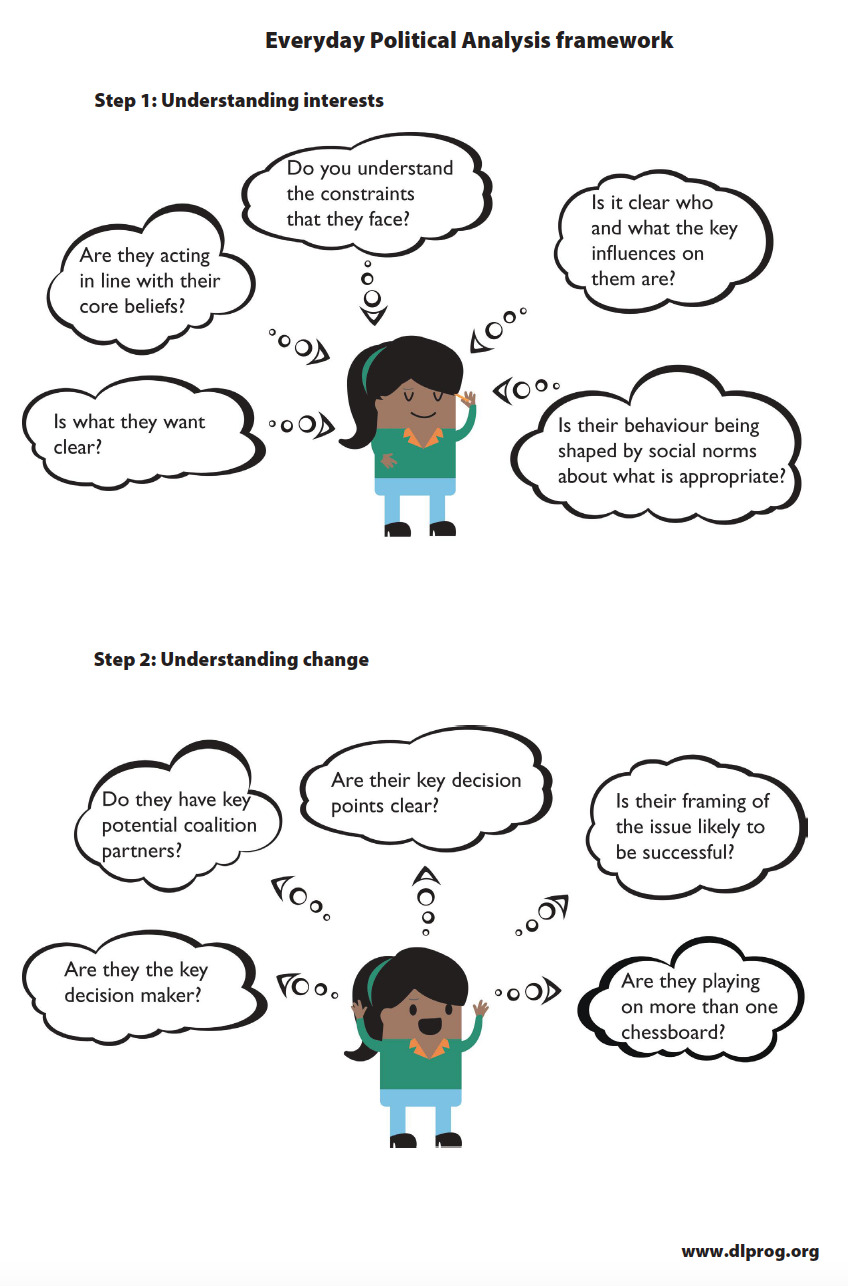 Everyday Political Analysis framework
Step 1: Understanding interests
Do you understand
the constraints
that they face?
Is it clear who
and what the key
influences on
them are?
Are they acting
in line with their
core beliefs?
Is what they want
clear?
Is their behaviour being
shaped by social norms
about what is appropriate?
Step 2: Understanding change
Do they have key
potential coalition
partners?
Are their key decision
points clear?
Is their framing of
the issue likely to
be successful?
Are they the key
decision maker?
Are they playing
on more than one
chessboard?
www.dlprog.org